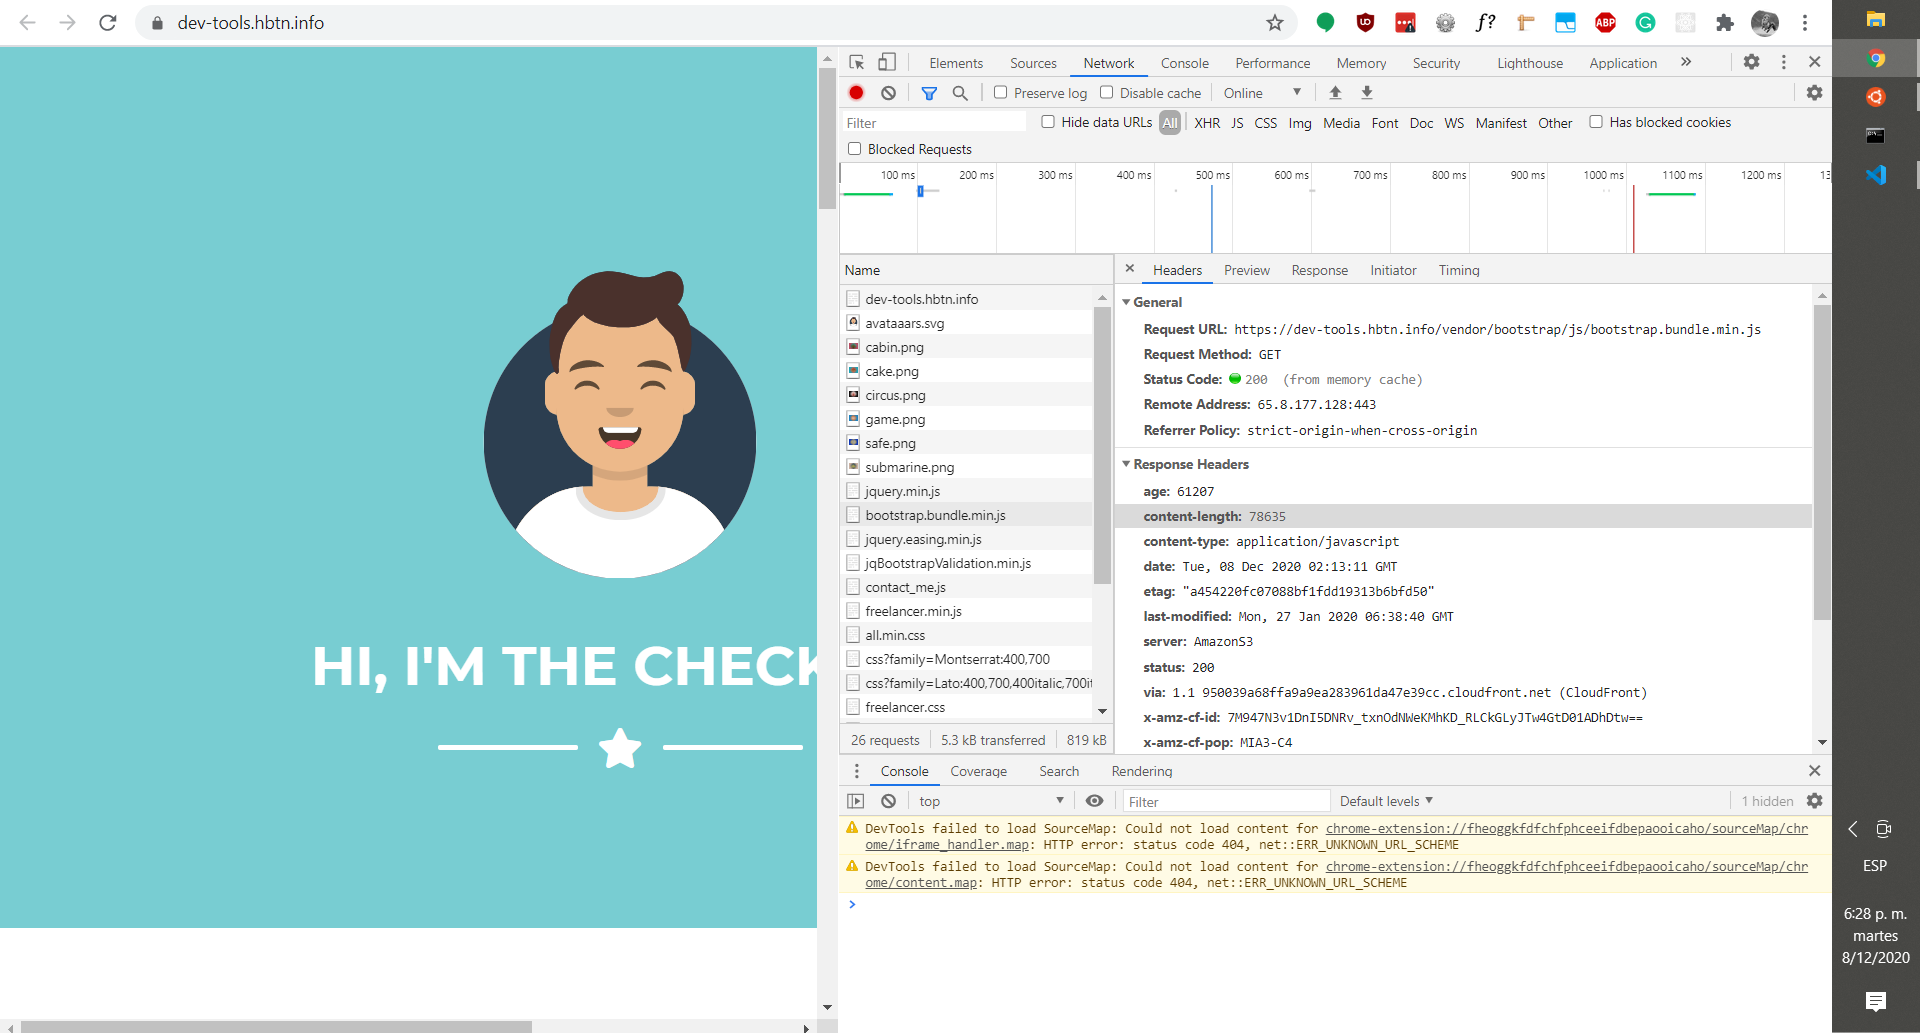 dev-tools.hbtn.info
Elements Sources Network Console Performance Memory Security Lighthouse Application »
Preserve log Disable cache Online
Filter Hide data URLs All XHR JS CSS Img Media Font Doc WS Manifest Other Has blocked cookies
Blocked Requests
100 ms 200 ms 300 ms 400 ms 500 ms 600 ms 700 ms 800 ms 900 ms 1000 ms 1100 ms 1200 ms 13
Name
dev-tools.hbtn.info
avataaars.svg
cabin.png
cake.png
circus.png
game.png
safe.png
submarine.png
jquery.min.js
bootstrap.bundle.min.js
jquery.easing.min.js
jqBootstrapValidation.min.js
contact_me.js
freelancer.min.js
all.min.css
css?family=Montserrat:400,700
css?family=Lato:400,700,400italic,700it
freelancer.css
26 requests 5.3 kB transferred 819 kB
Headers Preview Response Initiator Timing
General
Request URL: https://dev-tools.hbtn.info/vendor/bootstrap/js/bootstrap.bundle.min.js
Request Method: GET
Status Code: 200 (from memory cache)
Remote Address: 65.8.177.128:443
Referrer Policy: strict-origin-when-cross-origin
Response Headers
age: 61207
content-length: 78635
content-type: application/javascript
date: Tue, 08 Dec 2020 02:13:11 GMT
etag: "a454220fc07088bf1fdd19313b6bfd50"
last-modified: Mon, 27 Jan 2020 06:38:40 GMT
server: AmazonS3
status: 200
via: 1.1 950039a68ffa9a9ea283961da47e39cc.cloudfront.net (CloudFront)
x-amz-cf-id: 7M947N3v1DnI5DNRv_txnOdNWeKMhKD_RLCkGLyJTw4GtD01ADhDtw==
x-amz-cf-pop: MIA3-C4
HI, I'M THE CHECK
Console Coverage Search Rendering
top Filter Default levels 1 hidden
DevTools failed to load SourceMap: Could not load content for chrome-extension://fheoggkfdfchfphceeifdbepaooicaho/sourceMap/chr
ome/iframe_handler.map: HTTP error: status code 404, net::ERR_UNKNOWN_URL_SCHEME
DevTools failed to load SourceMap: Could not load content for chrome-extension://fheoggkfdfchfphceeifdbepaooicaho/sourceMap/chr
ome/content.map: HTTP error: status code 404, net::ERR_UNKNOWN_URL_SCHEME
f?
ABP
ESP
6:28 p. m.
martes
8/12/2020